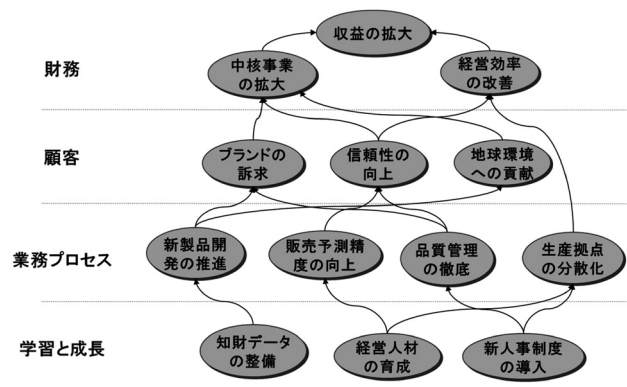 収益の拡大
財務
中核事業
の拡大
経営効率
の改善
顧客
ブランドの
訴求
信頼性の
向上
地球環境
への貢献
業務プロセス
新製品開
発の推進
販売予測精
度の向上
品質管理
の徹底
生産拠点
の分散化
学習と成長
知財データ
の整備
経営人材
の育成
新人事制度
の導入